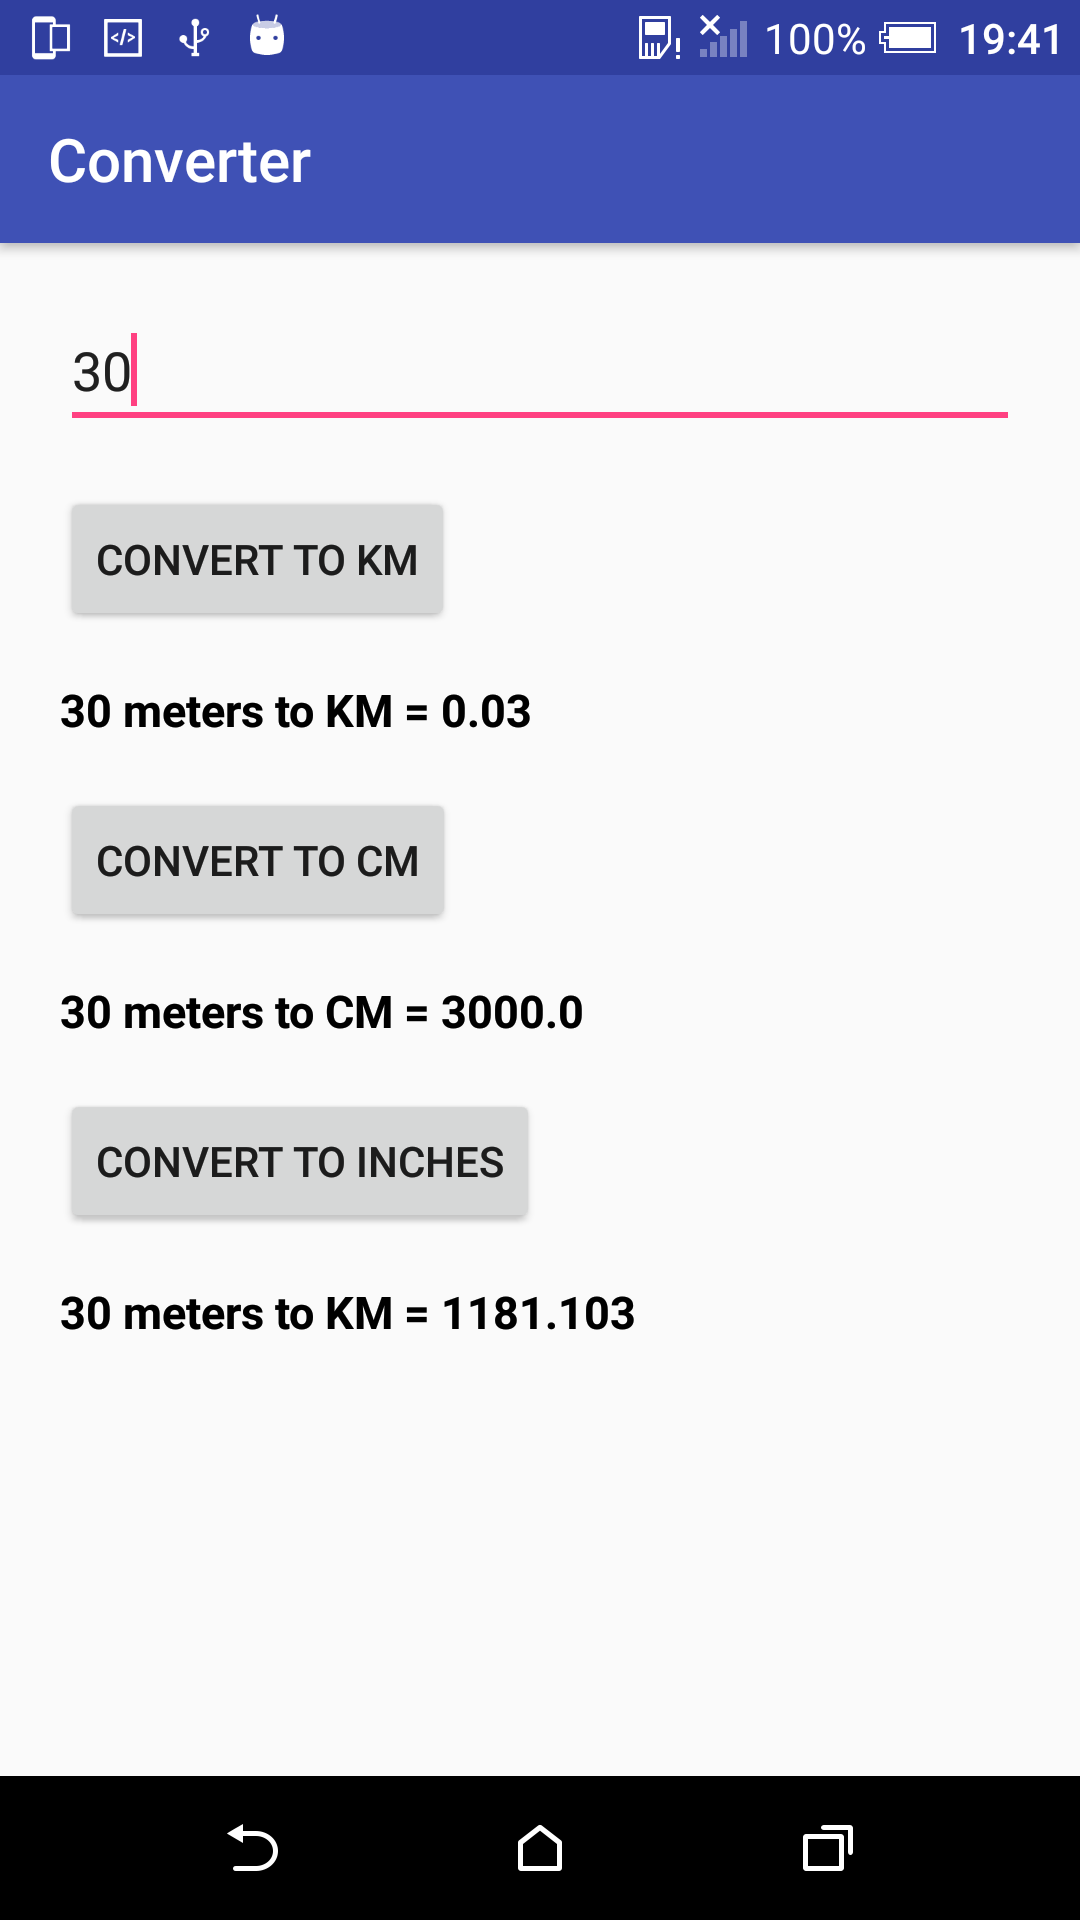 100% 19:41
Converter
30
CONVERT TO KM
30 meters to KM = 0.03
CONVERT TO CM
30 meters to CM = 3000.0
CONVERT TO INCHES
30 meters to KM = 1181.103